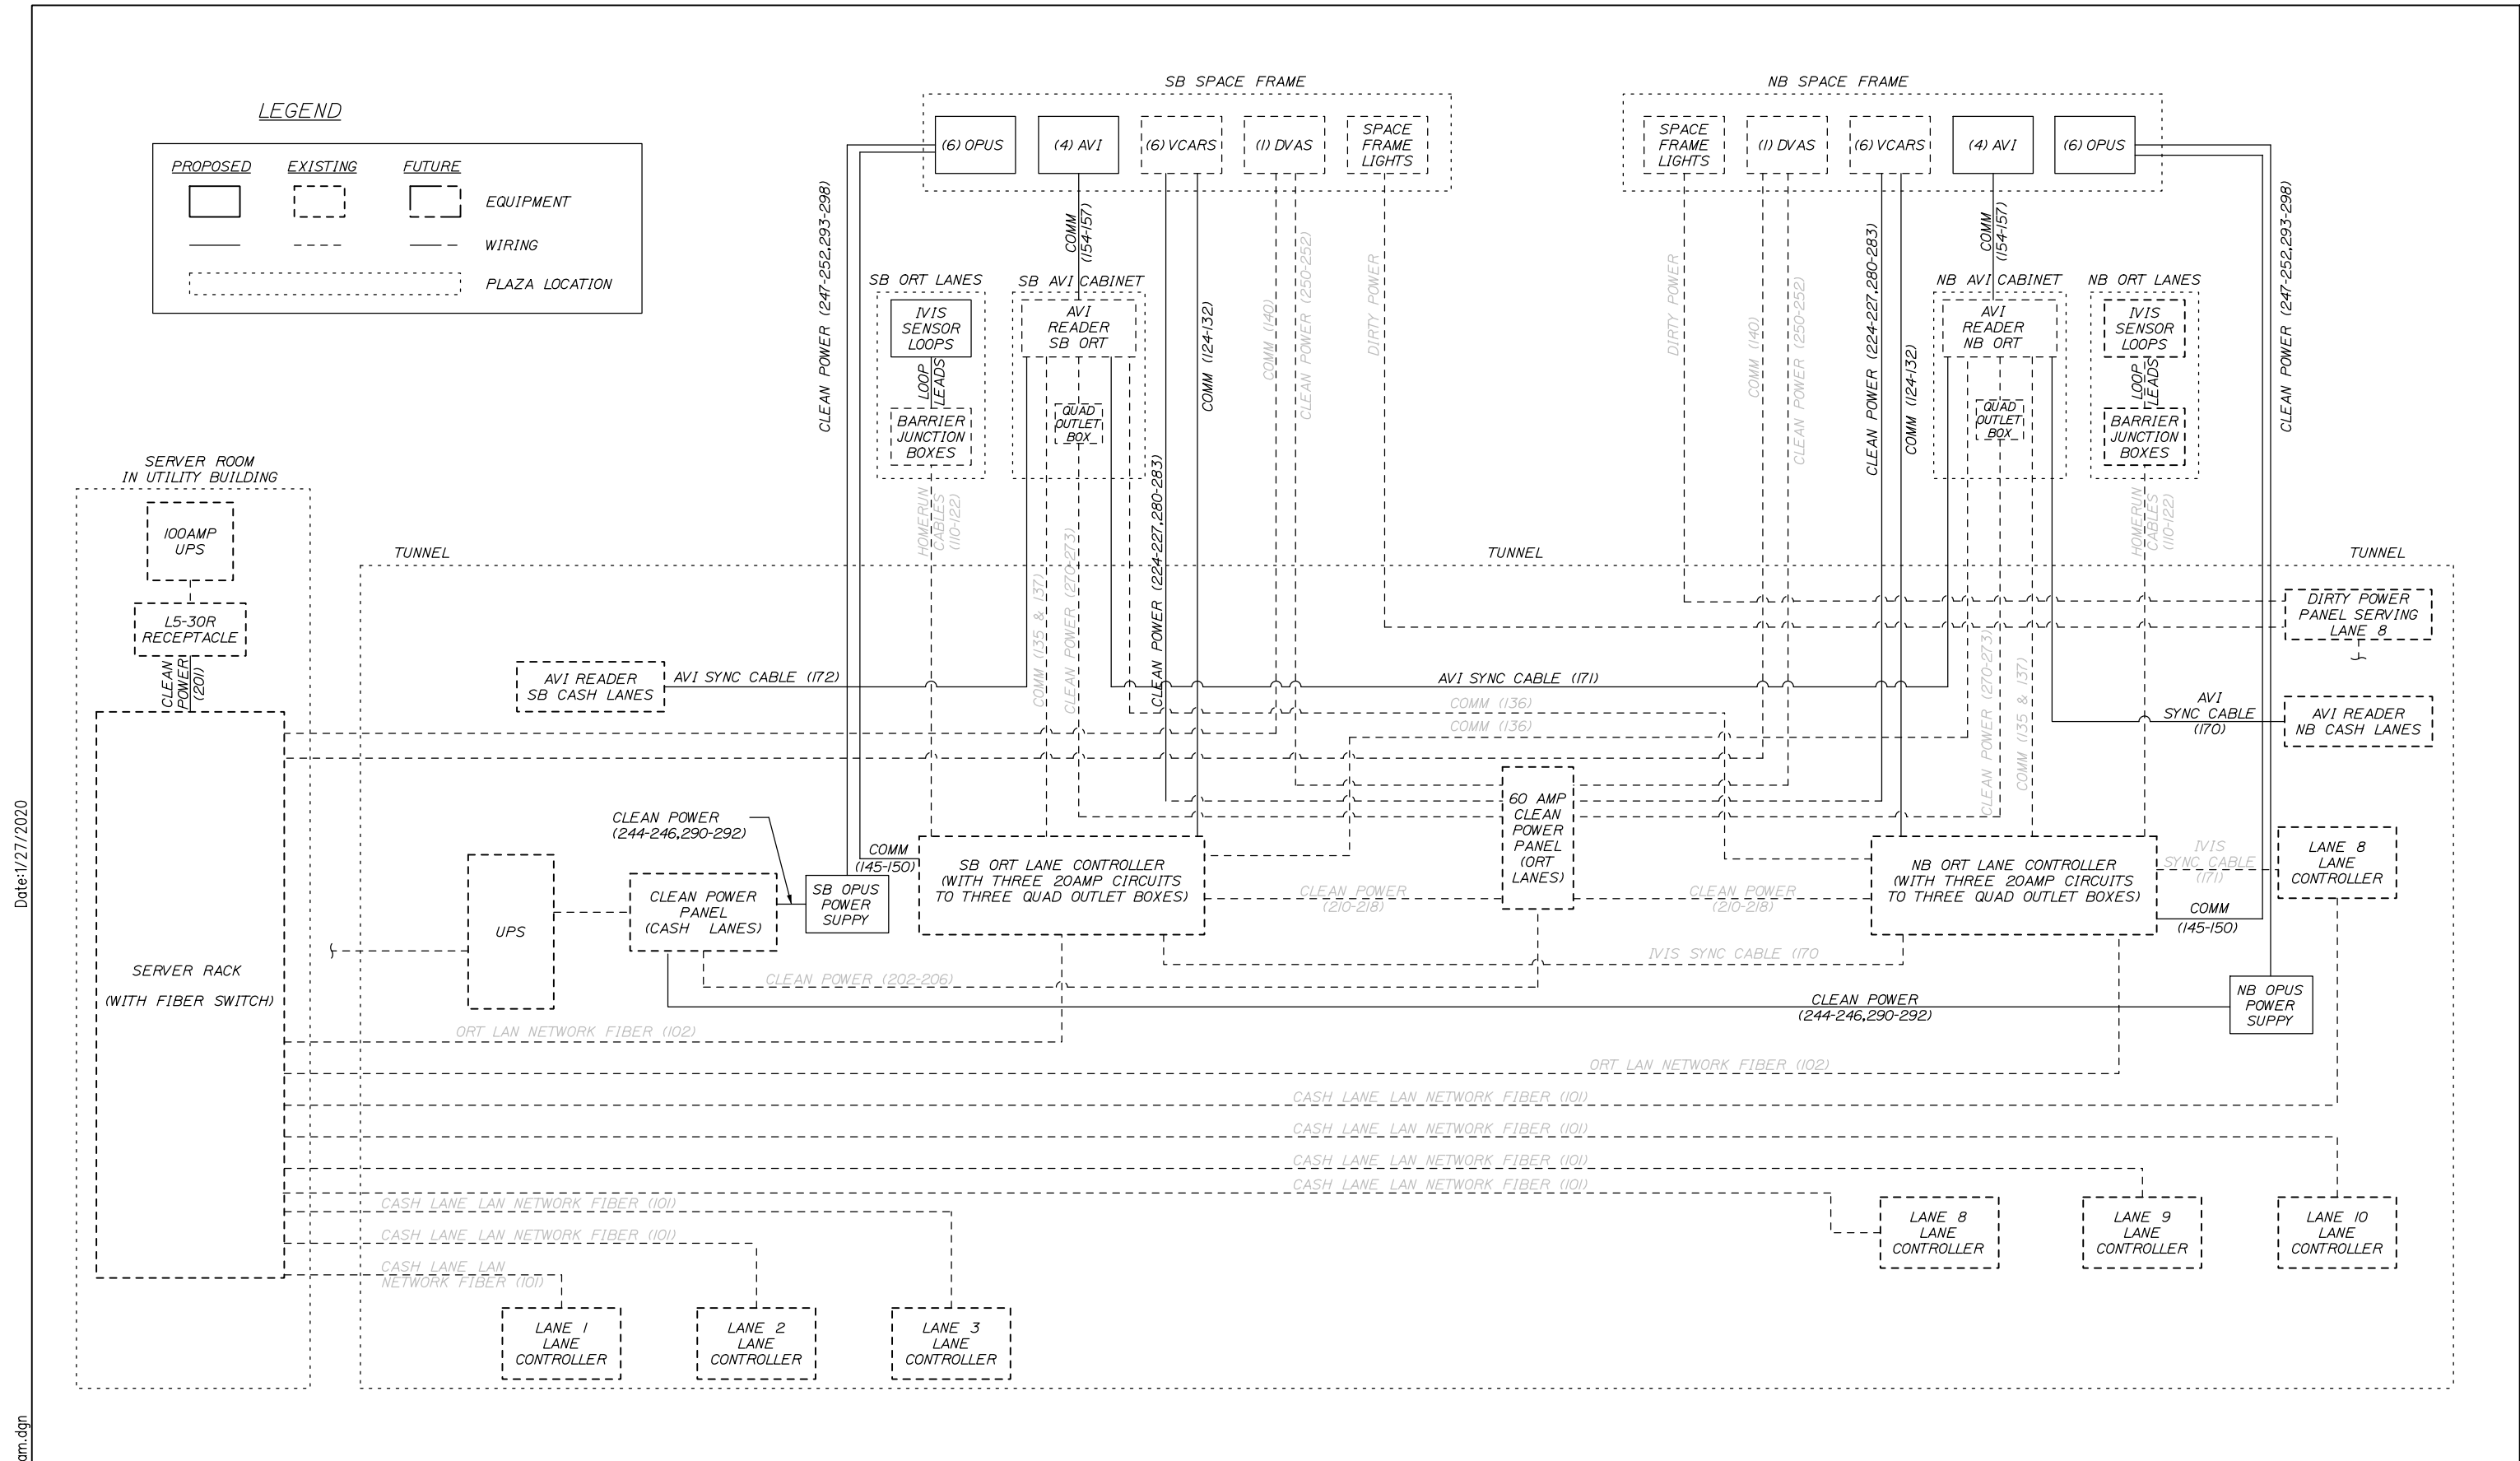 LEGEND
PROPOSED
EXISTING
FUTURE
EQUIPMENT
WIRING
PLAZA LOCATION
SB SPACE FRAME
(6) OPUS
(4) AVI
(6) VCARS
(1) DVAS
SPACE
FRAME
LIGHTS
NB SPACE FRAME
SPACE
FRAME
LIGHTS
(1) DVAS
(6) VCARS
(4) AVI
(6) OPUS
CLEAN POWER (247-252,293-298)
COMM
(154-157)
COMM (124-132)
CLEAN POWER (224-227,280-283)
COMM (140)
CLEAN POWER (250-252)
DIRTY POWER
DIRTY POWER
COMM (140)
CLEAN POWER (250-252)
CLEAN POWER (224-227,280-283)
COMM (124-132)
COMM
(154-157)
CLEAN POWER (247-252,293-298)
SB ORT LANES
IVIS
SENSOR
LOOPS
LOOP
LEADS
BARRIER
JUNCTION
BOXES
HOMERUN
CABLES
(110-122)
SB AVI CABINET
AVI
READER
SB ORT
QUAD
OUTLET
BOX
COMM (135 & 137)
CLEAN POWER (270-273)
NB AVI CABINET
AVI
READER
NB ORT
QUAD
OUTLET
BOX
CLEAN POWER (270-273)
COMM (135 & 137)
NB ORT LANES
IVIS
SENSOR
LOOPS
LOOP
LEADS
BARRIER
JUNCTION
BOXES
HOMERUN
CABLES
(110-122)
SERVER ROOM
IN UTILITY BUILDING
100AMP
UPS
L5-30R
RECEPTACLE
CLEAN
POWER
(201)
SERVER RACK
(WITH FIBER SWITCH)
TUNNEL
TUNNEL
TUNNEL
DIRTY POWER
PANEL SERVING
LANE 8
AVI READER
SB CASH LANES
AVI SYNC CABLE (172)
AVI SYNC CABLE (171)
COMM (136)
COMM (136)
AVI
SYNC CABLE
(170)
AVI READER
NB CASH LANES
CLEAN POWER
(244-246,290-292)
COMM
(145-150)
UPS
CLEAN POWER
PANEL
(CASH LANES)
SB OPUS
POWER
SUPPLY
SB ORT LANE CONTROLLER
(WITH THREE 20AMP CIRCUITS
TO THREE QUAD OUTLET BOXES)
CLEAN POWER
(210-218)
60 AMP
CLEAN
POWER
PANEL
(ORT
LANES)
CLEAN POWER
(210-218)
NB ORT LANE CONTROLLER
(WITH THREE 20AMP CIRCUITS
TO THREE QUAD OUTLET BOXES)
IVIS
SYNC CABLE
(171)
LANE 8
LANE
CONTROLLER
COMM
(145-150)
IVIS SYNC CABLE (170
CLEAN POWER (202-206)
CLEAN POWER
(244-246,290-292)
NB OPUS
POWER
SUPPLY
ORT LAN NETWORK FIBER (102)
ORT LAN NETWORK FIBER (102)
CASH LANE LAN NETWORK FIBER (101)
CASH LANE LAN NETWORK FIBER (101)
CASH LANE LAN NETWORK FIBER (101)
CASH LANE LAN NETWORK FIBER (101)
CASH LANE LAN NETWORK FIBER (101)
CASH LANE LAN NETWORK FIBER (101)
CASH LANE LAN
NETWORK FIBER (101)
LANE 8
LANE
CONTROLLER
LANE 9
LANE
CONTROLLER
LANE 10
LANE
CONTROLLER
LANE 1
LANE
CONTROLLER
LANE 2
LANE
CONTROLLER
LANE 3
LANE
CONTROLLER
Date:1/27/2020
am.dgn